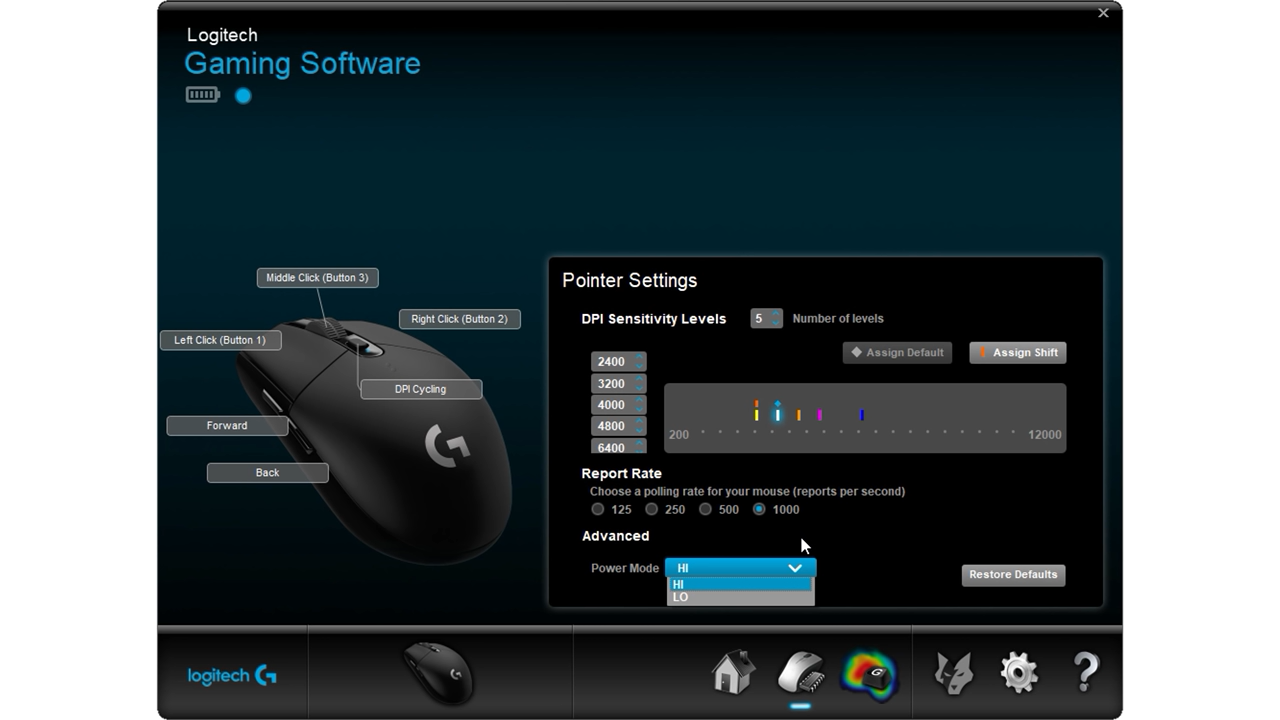 Logitech
Gaming Software
Middle Click (Button 3)
Right Click (Button 2)
Left Click (Button 1)
DPI Cycling
Forward
Back
Pointer Settings
DPI Sensitivity Levels 5 Number of levels
Assign Default Assign Shift
2400
3200
4000
4800
6400
200 12000
Report Rate
Choose a polling rate for your mouse (reports per second)
125 250 500 1000
Advanced
Power Mode HI
HI
LO
Restore Defaults
logitech G